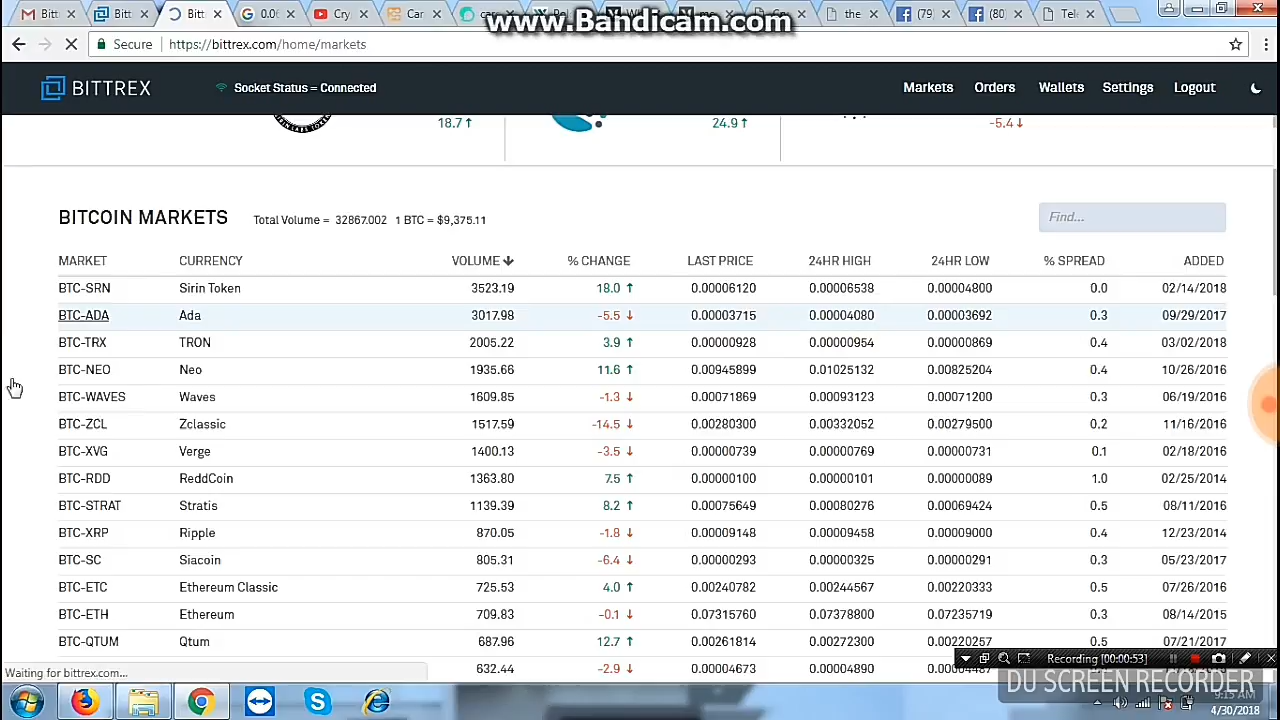 www.Bandicam.com
Bitt
Bitt
Bitt
0.0
Cry
Car
the
(79
(80
Tel
Secure
https://bittrex.com/home/markets
BITTREX
Socket Status = Connected
Markets Orders Wallets Settings Logout
18.7↑ 24.9↑ -5.4↓
BITCOIN MARKETS Total Volume = 32867.002 1 BTC = $9,375.11 Find...
MARKET CURRENCY VOLUME↓ % CHANGE LAST PRICE 24HR HIGH 24HR LOW % SPREAD ADDED
BTC-SRN Sirin Token 3523.19 18.0 ↑ 0.00006120 0.00006538 0.00004800 0.0 02/14/2018
BTC-ADA Ada 3017.98 -5.5 ↓ 0.00003715 0.00004080 0.00003692 0.3 09/29/2017
BTC-TRX TRON 2005.22 3.9 ↑ 0.00000928 0.00000954 0.00000869 0.4 03/02/2018
BTC-NEO Neo 1935.66 11.6 ↑ 0.00945899 0.01025132 0.00825204 0.4 10/26/2016
BTC-WAVES Waves 1609.85 -1.3 ↓ 0.00071869 0.00093123 0.00071200 0.3 06/19/2016
BTC-ZCL Zclassic 1517.59 -14.5 ↓ 0.00280300 0.00332052 0.00279500 0.2 11/16/2016
BTC-XVG Verge 1400.13 -3.5 ↓ 0.00000739 0.00000769 0.00000731 0.1 02/18/2016
BTC-RDD ReddCoin 1363.80 7.5 ↑ 0.00000100 0.00000101 0.00000089 1.0 02/25/2014
BTC-STRAT Stratis 1139.39 8.2 ↑ 0.00075649 0.00080276 0.00069424 0.5 08/11/2016
BTC-XRP Ripple 870.05 -1.8 ↓ 0.00009148 0.00009458 0.00009000 0.4 12/23/2014
BTC-SC Siacoin 805.31 -6.4 ↓ 0.00000293 0.00000325 0.00000291 0.3 05/23/2017
BTC-ETC Ethereum Classic 725.53 4.0 ↑ 0.00240782 0.00244567 0.00220333 0.5 07/26/2016
BTC-ETH Ethereum 709.83 -0.1 ↓ 0.07315760 0.07378800 0.07235719 0.3 08/14/2015
BTC-QTUM Qtum 687.96 12.7 ↑ 0.00261814 0.00272300 0.00220257 0.5 07/21/2017
632.44 -2.9 ↓ 0.00004673 0.00004890
Waiting for bittrex.com...
Recording [00:00:53]
DU SCREEN RECORDER
9:15 AM
4/30/2018